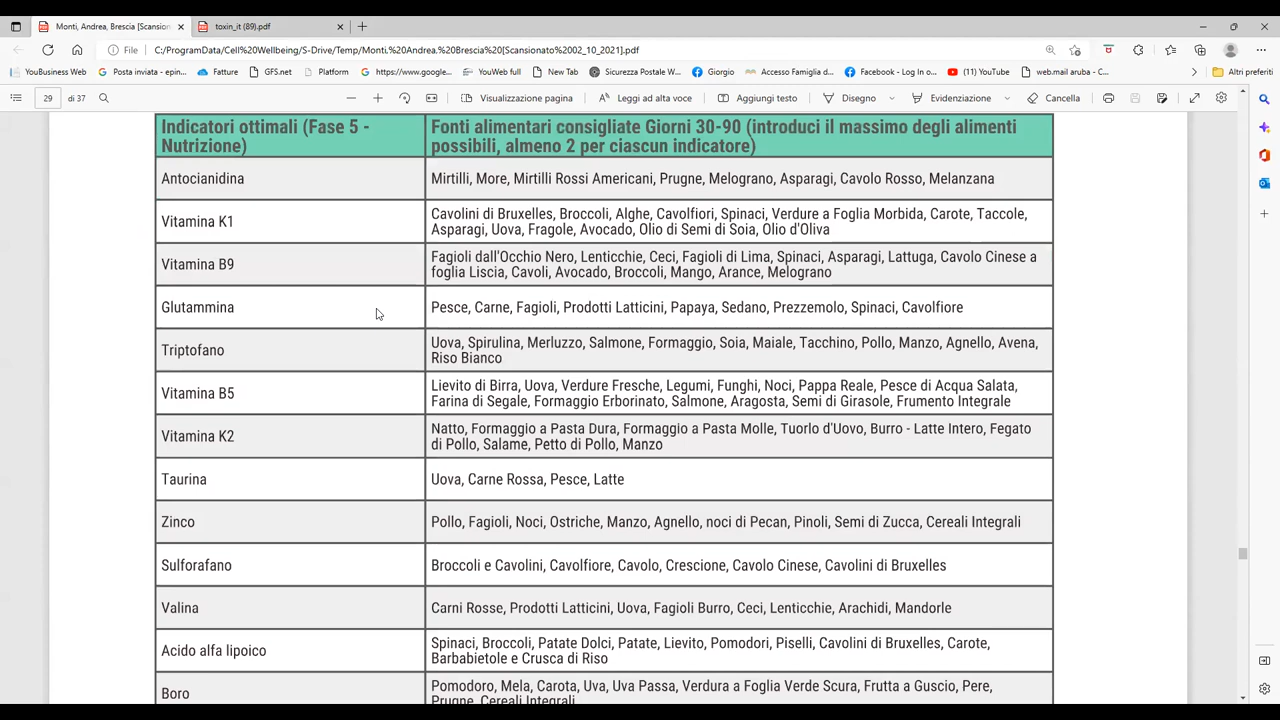 Monti, Andrea, Brescia [Scansion
toxin_it (89).pdf
File
C:/ProgramData/Cell%20Wellbeing/S-Drive/Temp/Monti.%20Andrea.%20Brescia%20[Scansionato%2002_10_2021].pdf
YouBusiness Web
Posta inviata - epin...
Fatture
GFS.net
Platform
https://www.google...
YouWeb full
New Tab
Sicurezza Postale W...
Giorgio
Accesso Famiglia d...
Facebook - Log In o...
(11) YouTube
web.mail aruba - C...
Altri preferiti
29 di 37
Visualizzazione pagina
Leggi ad alta voce
Aggiungi testo
Disegno
Evidenziazione
Cancella
Indicatori ottimali (Fase 5 -
Nutrizione)
Fonti alimentari consigliate Giorni 30-90 (introduci il massimo degli alimenti
possibili, almeno 2 per ciascun indicatore)
Antocianidina
Mirtilli, More, Mirtilli Rossi Americani, Prugne, Melograno, Asparagi, Cavolo Rosso, Melanzana
Vitamina K1
Cavolini di Bruxelles, Broccoli, Alghe, Cavolfiori, Spinaci, Verdure a Foglia Morbida, Carote, Taccole,
Asparagi, Uova, Fragole, Avocado, Olio di Semi di Soia, Olio d'Oliva
Vitamina B9
Fagioli dall'Occhio Nero, Lenticchie, Ceci, Fagioli di Lima, Spinaci, Asparagi, Lattuga, Cavolo Cinese a
foglia Liscia, Cavoli, Avocado, Broccoli, Mango, Arance, Melograno
Glutammina
Pesce, Carne, Fagioli, Prodotti Latticini, Papaya, Sedano, Prezzemolo, Spinaci, Cavolfiore
Triptofano
Uova, Spirulina, Merluzzo, Salmone, Formaggio, Soia, Maiale, Tacchino, Pollo, Manzo, Agnello, Avena,
Riso Bianco
Vitamina B5
Lievito di Birra, Uova, Verdure Fresche, Legumi, Funghi, Noci, Pappa Reale, Pesce di Acqua Salata,
Farina di Segale, Formaggio Erborinato, Salmone, Aragosta, Semi di Girasole, Frumento Integrale
Vitamina K2
Natto, Formaggio a Pasta Dura, Formaggio a Pasta Molle, Tuorlo d'Uovo, Burro - Latte Intero, Fegato
di Pollo, Salame, Petto di Pollo, Manzo
Taurina
Uova, Carne Rossa, Pesce, Latte
Zinco
Pollo, Fagioli, Noci, Ostriche, Manzo, Agnello, noci di Pecan, Pinoli, Semi di Zucca, Cereali Integrali
Sulforafano
Broccoli e Cavolini, Cavolfiore, Cavolo, Crescione, Cavolo Cinese, Cavolini di Bruxelles
Valina
Carni Rosse, Prodotti Latticini, Uova, Fagioli Burro, Ceci, Lenticchie, Arachidi, Mandorle
Acido alfa lipoico
Spinaci, Broccoli, Patate Dolci, Patate, Lievito, Pomodori, Piselli, Cavolini di Bruxelles, Carote,
Barbabietole e Crusca di Riso
Boro
Pomodoro, Mela, Carota, Uva, Uva Passa, Verdura a Foglia Verde Scura, Frutta a Guscio, Pere,
Prugne, Cereali Integrali